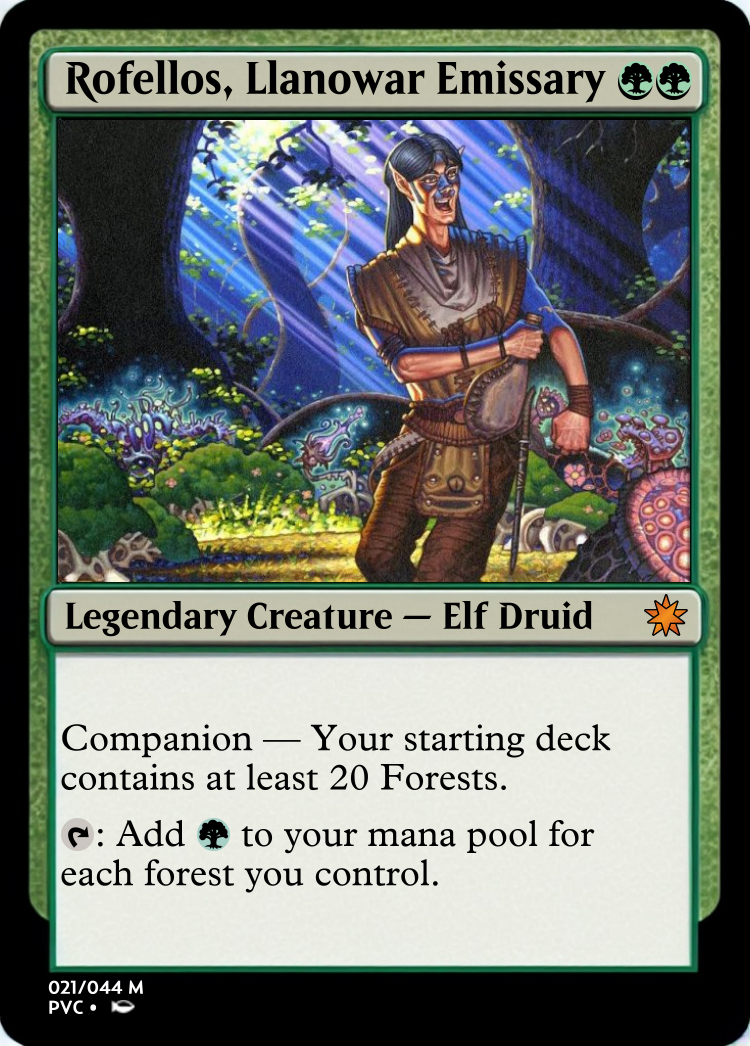 Rofellos, Llanowar Emissary
Legendary Creature — Elf Druid
Companion — Your starting deck
contains at least 20 Forests.
: Add to your mana pool for
each forest you control.
021/044 M
PVC •